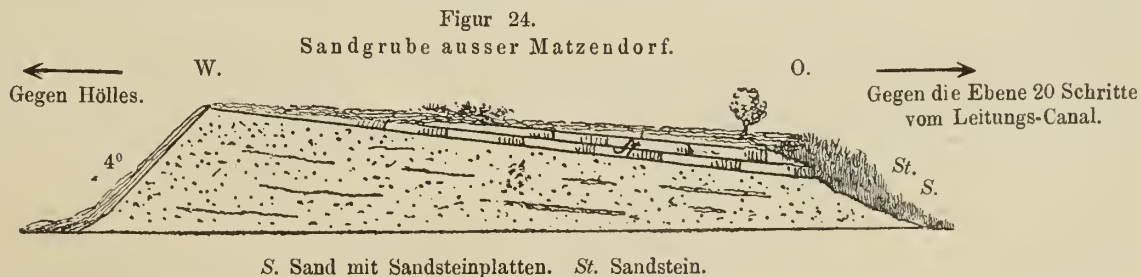 Figur 24.
Sandgrube ausser Matzendorf.
W.
O.
Gegen Hölles.
Gegen die Ebene 20 Schritte
vom Leitungs-Canal.
4°
St.
St.
S.
S. Sand mit Sandsteinplatten. St. Sandstein.